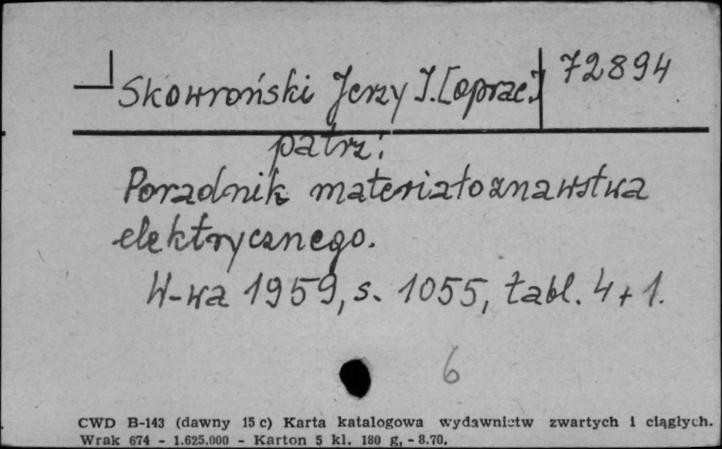 Skowroński Jerzy I. [oprac.] 72894
patrz:
Poradnik materiałoznawstwa
elektrycznego.
W-wa 1959, s. 1055, tabl. 4 + 1.
6
CWD B-143 (dawny 15 c) Karta katalogowa wydawnictw zwartych i ciągłych.
Wrak 674 - 1.625.000 - Karton 5 kl. 180 g, - 8.70.